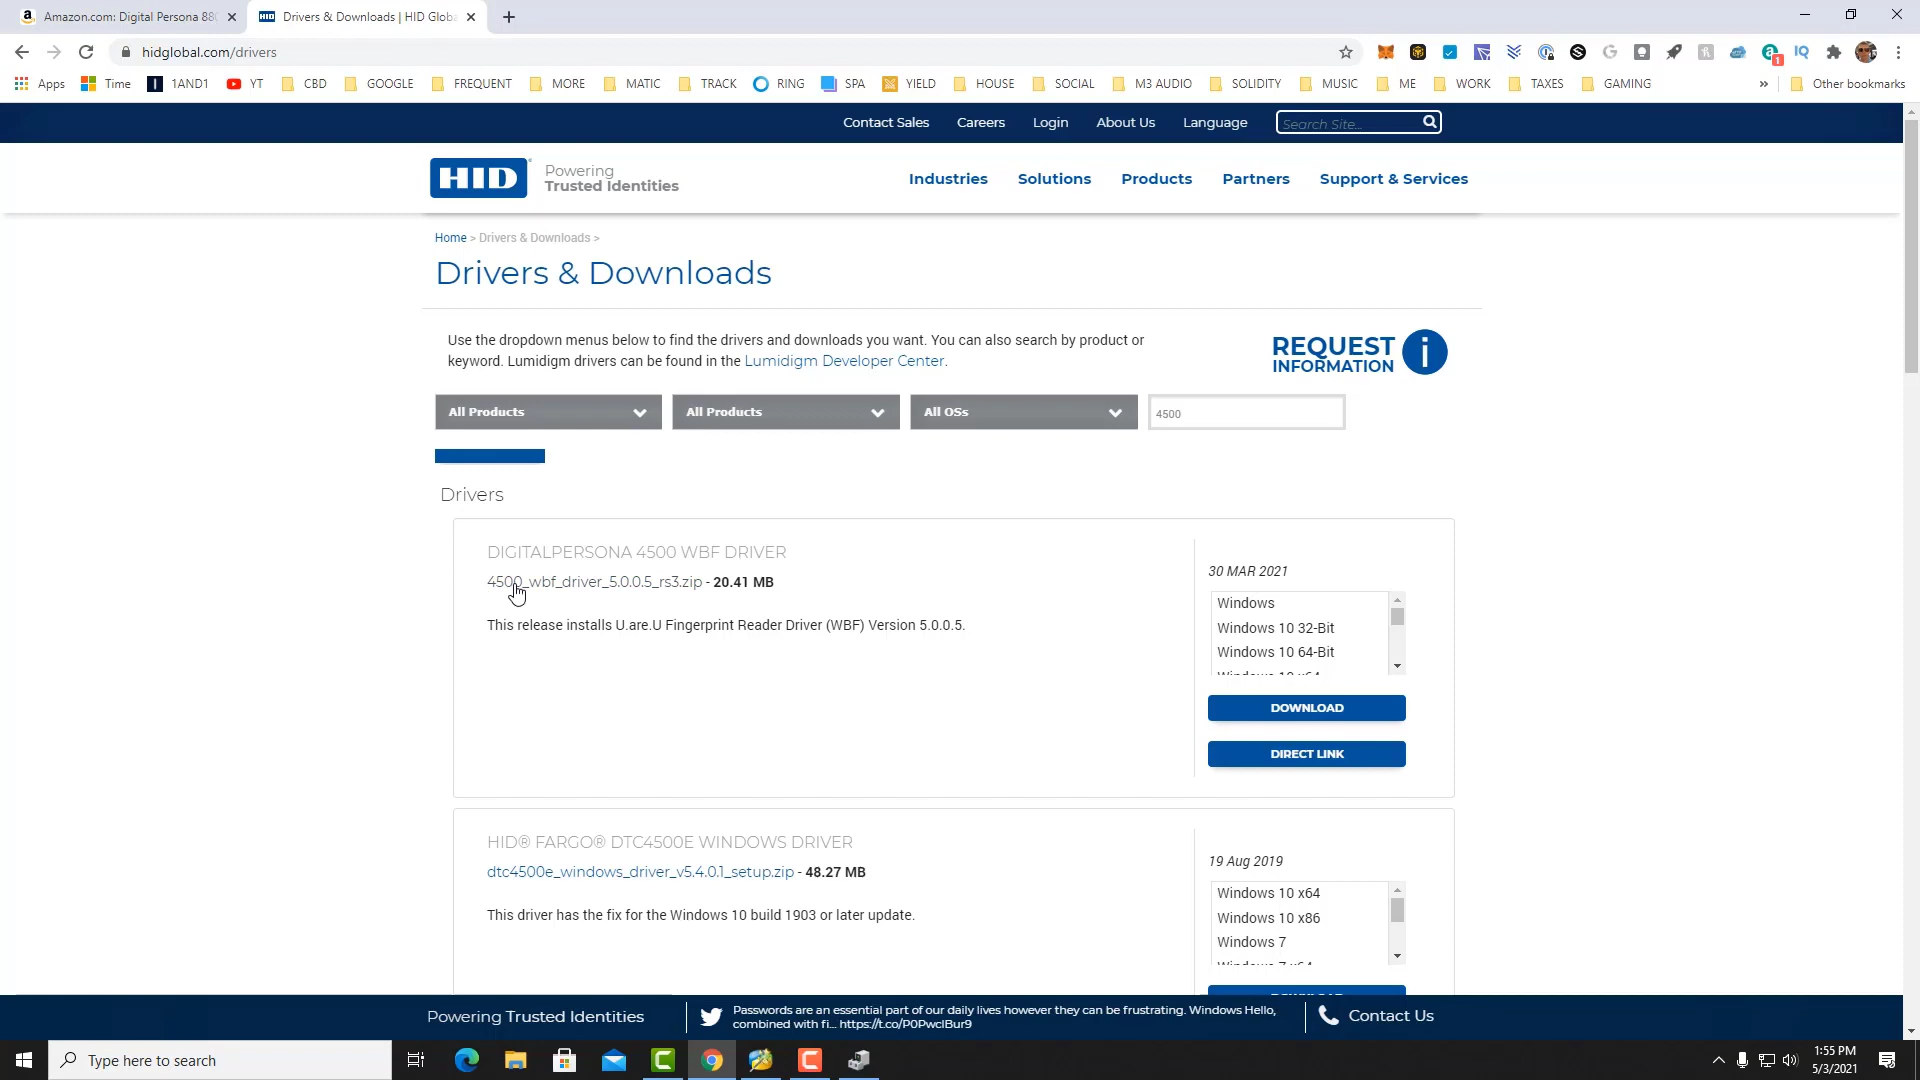 Amazon.com: Digital Persona 880
Drivers & Downloads | HID Globa
hidglobal.com/drivers
Apps Time 1AND1 YT CBD GOOGLE FREQUENT MORE MATIC TRACK RING SPA YIELD HOUSE SOCIAL M3 AUDIO SOLIDITY MUSIC ME WORK TAXES GAMING » Other bookmarks
Contact Sales Careers Login About Us Language Search Site...
HID Powering
Trusted Identities
Industries Solutions Products Partners Support & Services
Home > Drivers & Downloads >
Drivers & Downloads
Use the dropdown menus below to find the drivers and downloads you want. You can also search by product or
keyword. Lumidigm drivers can be found in the Lumidigm Developer Center.
REQUEST
INFORMATION i
All Products All Products All OSs 4500
Drivers
DIGITALPERSONA 4500 WBF DRIVER
4500_wbf_driver_5.0.0.5_rs3.zip - 20.41 MB
This release installs U.are.U Fingerprint Reader Driver (WBF) Version 5.0.0.5.
30 MAR 2021
Windows
Windows 10 32-Bit
Windows 10 64-Bit
Windows 10 x64
DOWNLOAD
DIRECT LINK
HID® FARGO® DTC4500E WINDOWS DRIVER
dtc4500e_windows_driver_v5.4.0.1_setup.zip - 48.27 MB
This driver has the fix for the Windows 10 build 1903 or later update.
19 Aug 2019
Windows 10 x64
Windows 10 x86
Windows 7
Windows 7 x64
DOWNLOAD
Powering Trusted Identities
Passwords are an essential part of our daily lives however they can be frustrating. Windows Hello,
combined with fi... https://t.co/P0PwclBur9
Contact Us
Type here to search
1:55 PM
5/3/2021